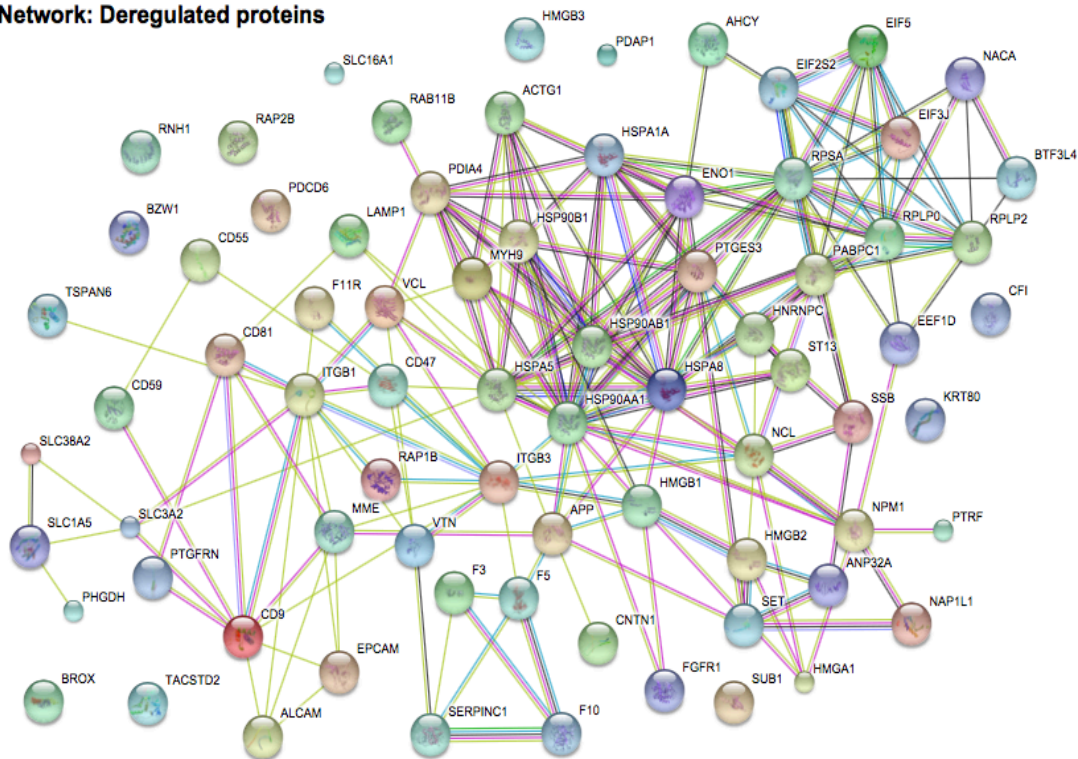 Network: Deregulated proteins
HMGB3
PDAP1
AHCY
EIF5
SLC16A1
EIF2S2
NACA
RAB11B
ACTG1
RNH1
RAP2B
HSPA1A
EIF3J
PDIA4
ENO1
RPSA
BTF3L4
PDCD6
BZW1
LAMP1
HSP90B1
RPLP0
RPLP2
CD55
MYH9
PTGES3
PABPC1
TSPAN6
F11R
VCL
CFI
CD81
HSP90AB1
HNRNPC
EEF1D
CD59
ITGB1
CD47
HSPA5
HSPA8
ST13
HSP90AA1
SSB
KRT80
SLC38A2
RAP1B
ITGB3
NCL
SLC1A5
SLC3A2
MME
VTN
APP
HMGB1
NPM1
PTRF
PTGFRN
HMGB2
ANP32A
PHGDH
CD9
F3
F5
CNTN1
SET
NAP1L1
EPCAM
FGFR1
SUB1
HMGA1
BROX
TACSTD2
ALCAM
SERPINC1
F10